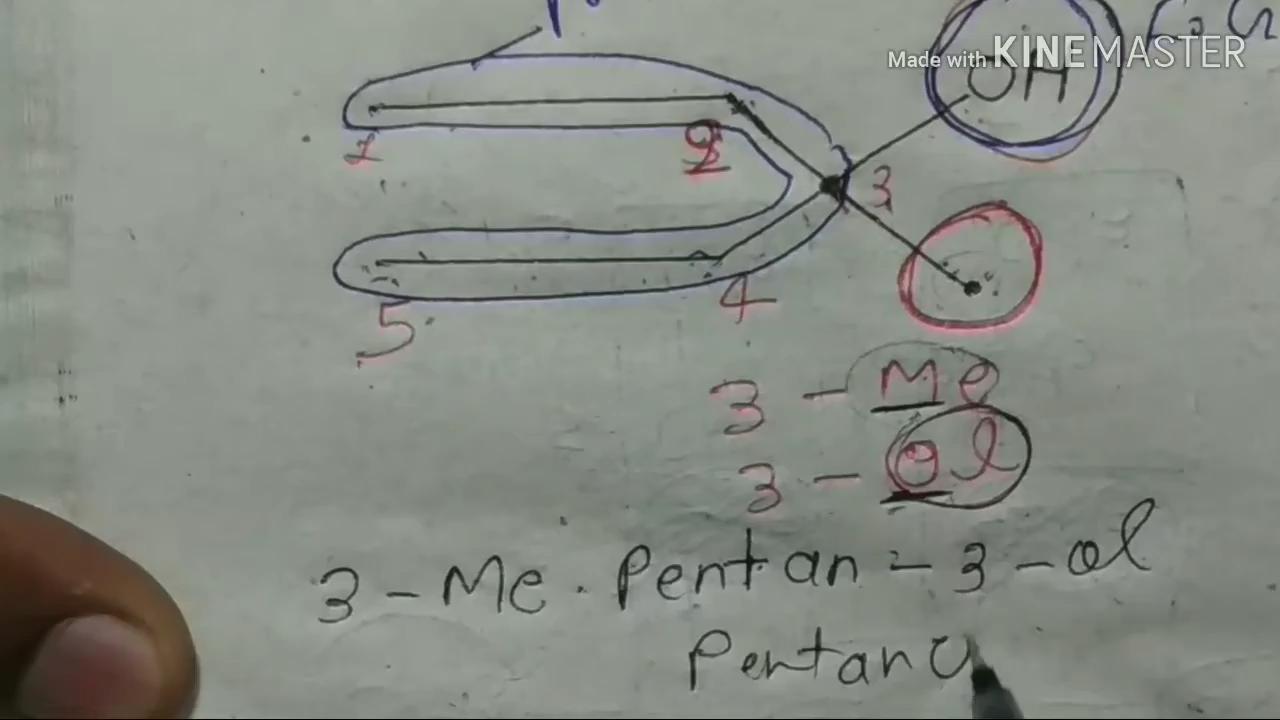 Made with KINEMASTER
OH
1
2
3
5
4
3 - Me
3 - Ol
3 - Me. Pentan - 3 - ol
Pentan